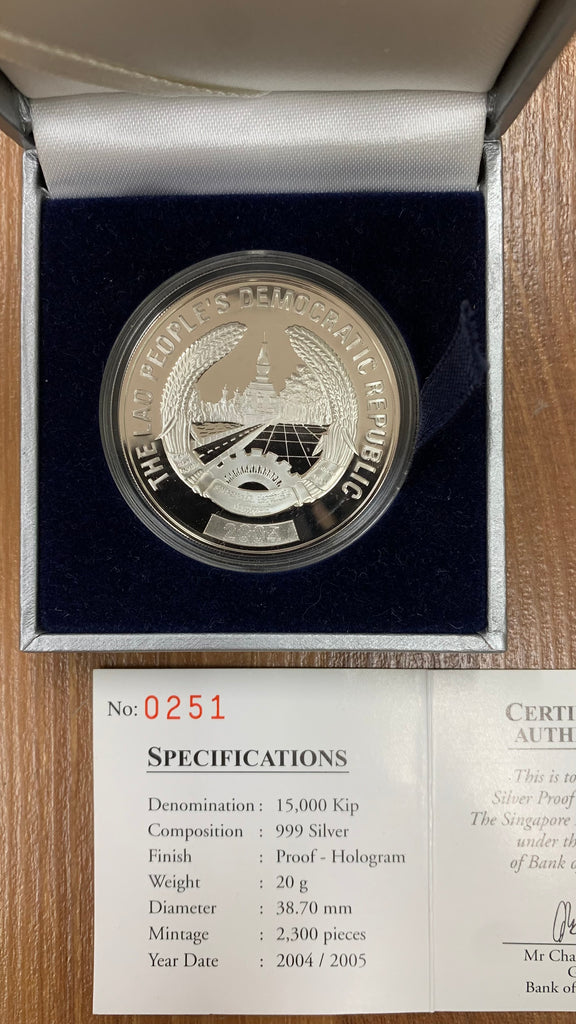 THE LAO PEOPLE'S DEMOCRATIC REPUBLIC
2004
No: 0251
SPECIFICATIONS
Denomination : 15,000 Kip
Composition : 999 Silver
Finish : Proof - Hologram
Weight : 20 g
Diameter : 38.70 mm
Mintage : 2,300 pieces
Year Date : 2004 / 2005
CERTI
AUTH
This is to
Silver Proof
The Singapore
under th
of Bank o
Mr Cha
G
Bank of